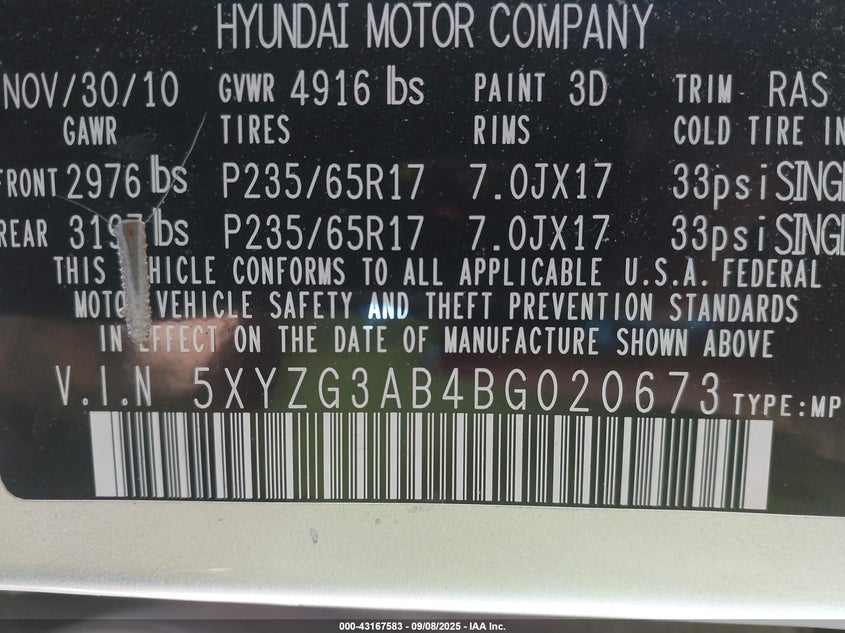 HYUNDAI MOTOR COMPANY
NOV/30/10 GVWR 4916 lbs PAINT 3D TRIM RAS
GAWR TIRES RIMS COLD TIRE IN
FRONT 2976 lbs P235/65R17 7.0JX17 33psi SINGL
REAR 3197 lbs P235/65R17 7.0JX17 33psi SINGL
THIS VEHICLE CONFORMS TO ALL APPLICABLE U.S.A. FEDERAL
MOTOR VEHICLE SAFETY AND THEFT PREVENTION STANDARDS
IN EFFECT ON THE DATE OF MANUFACTURE SHOWN ABOVE
V.I.N 5XYZG3AB4BG020673 TYPE:MP
000-43167583 - 09/08/2025 - IAA Inc.